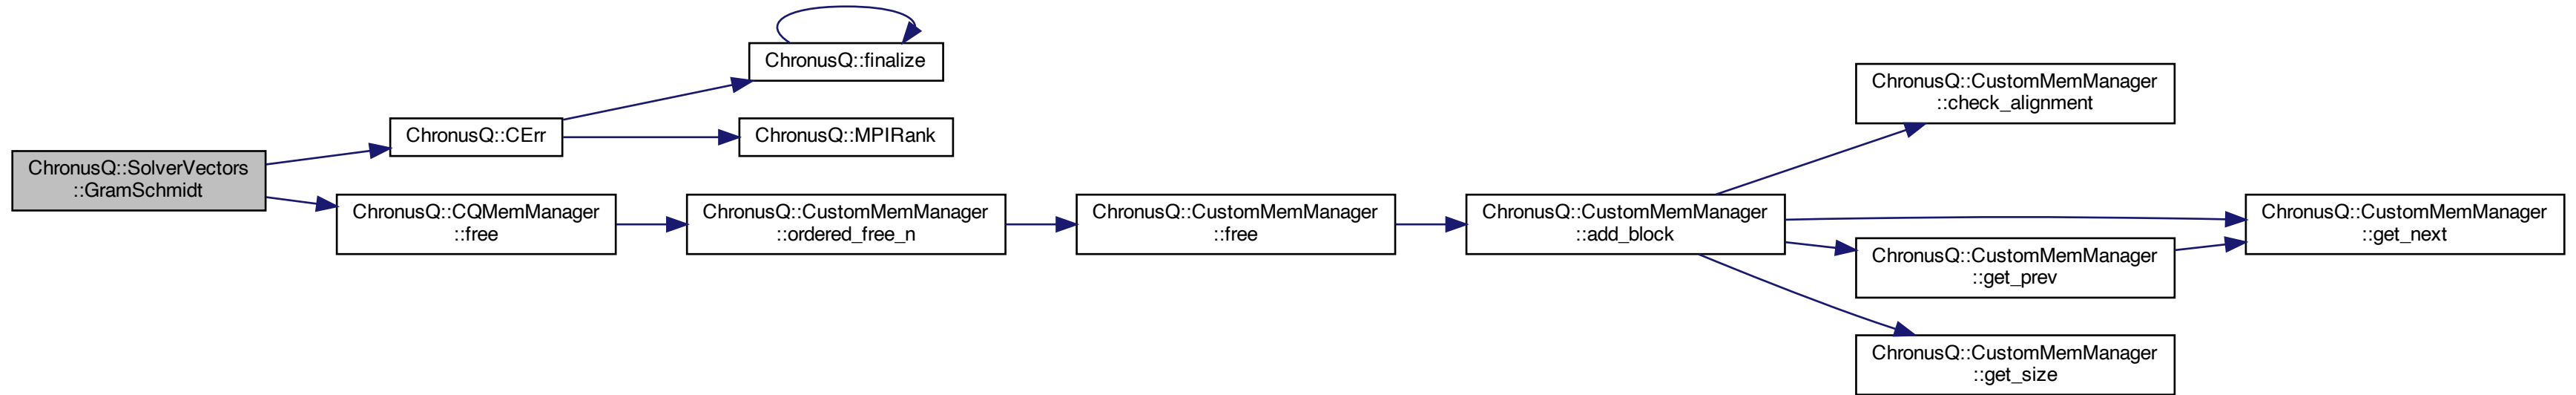 ChronusQ::SolverVectors
::GramSchmidt
ChronusQ::CErr
ChronusQ::finalize
ChronusQ::MPIRank
ChronusQ::CQMemManager
::free
ChronusQ::CustomMemManager
::ordered_free_n
ChronusQ::CustomMemManager
::free
ChronusQ::CustomMemManager
::add_block
ChronusQ::CustomMemManager
::check_alignment
ChronusQ::CustomMemManager
::get_next
ChronusQ::CustomMemManager
::get_prev
ChronusQ::CustomMemManager
::get_size